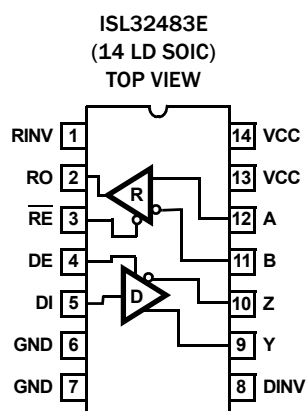 ISL32483E
(14 LD SOIC)
TOP VIEW
RINV 1
14 VCC
RO 2
13 VCC
R
RE 3
12 A
DE 4
11 B
DI 5
10 Z
D
GND 6
9 Y
GND 7
8 DINV